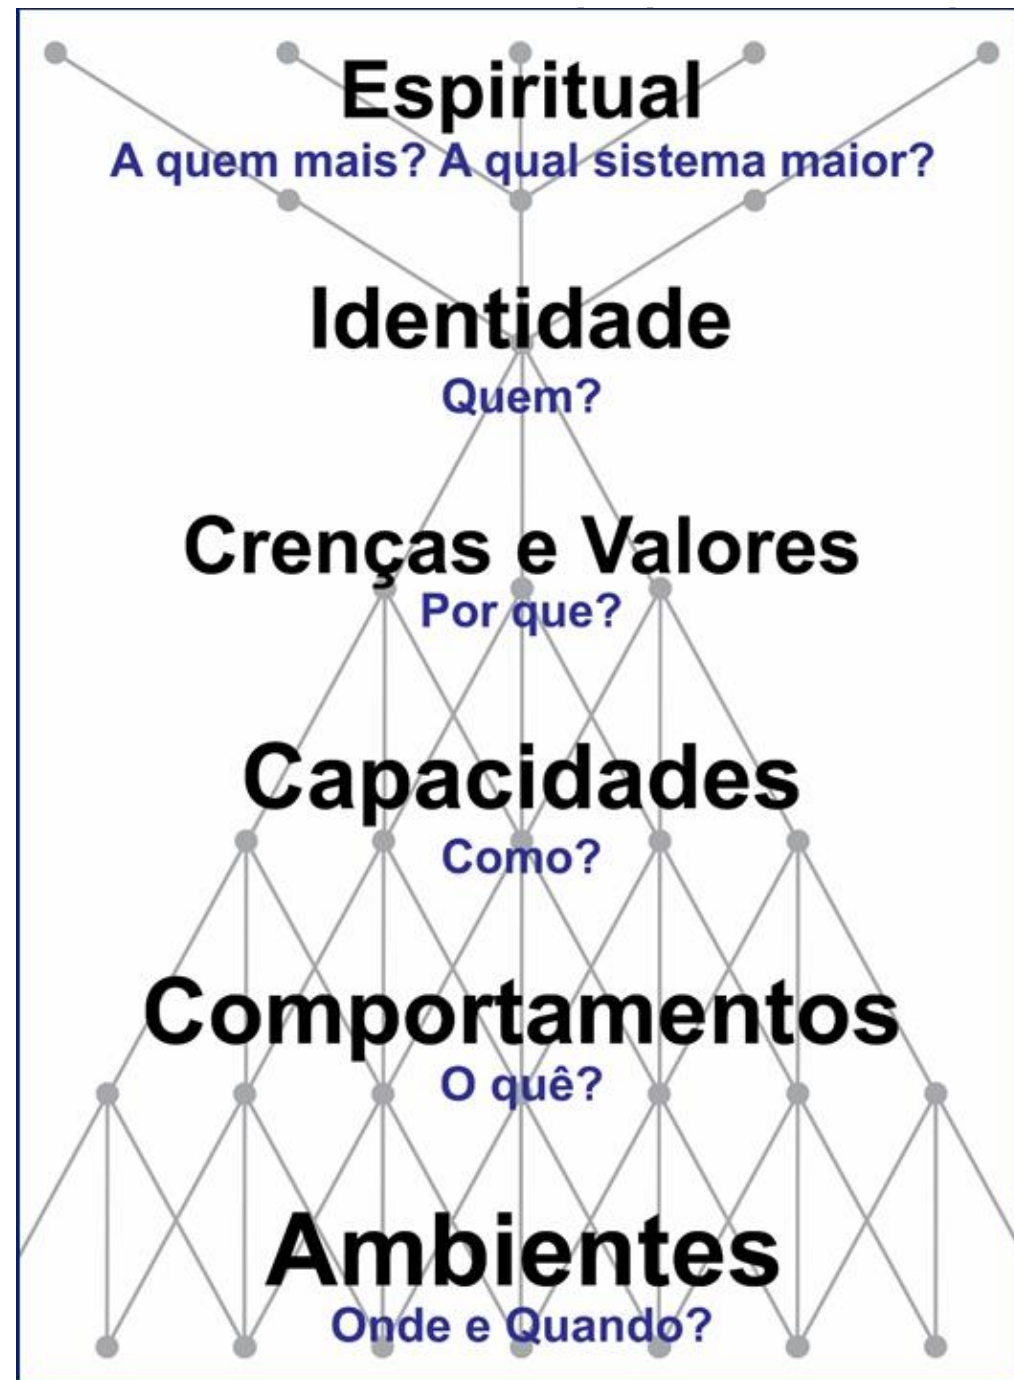 Espiritual
A quem mais? A qual sistema maior?
Identidade
Quem?
Crenças e Valores
Por que?
Capacidades
Como?
Comportamentos
O quê?
Ambientes
Onde e Quando?